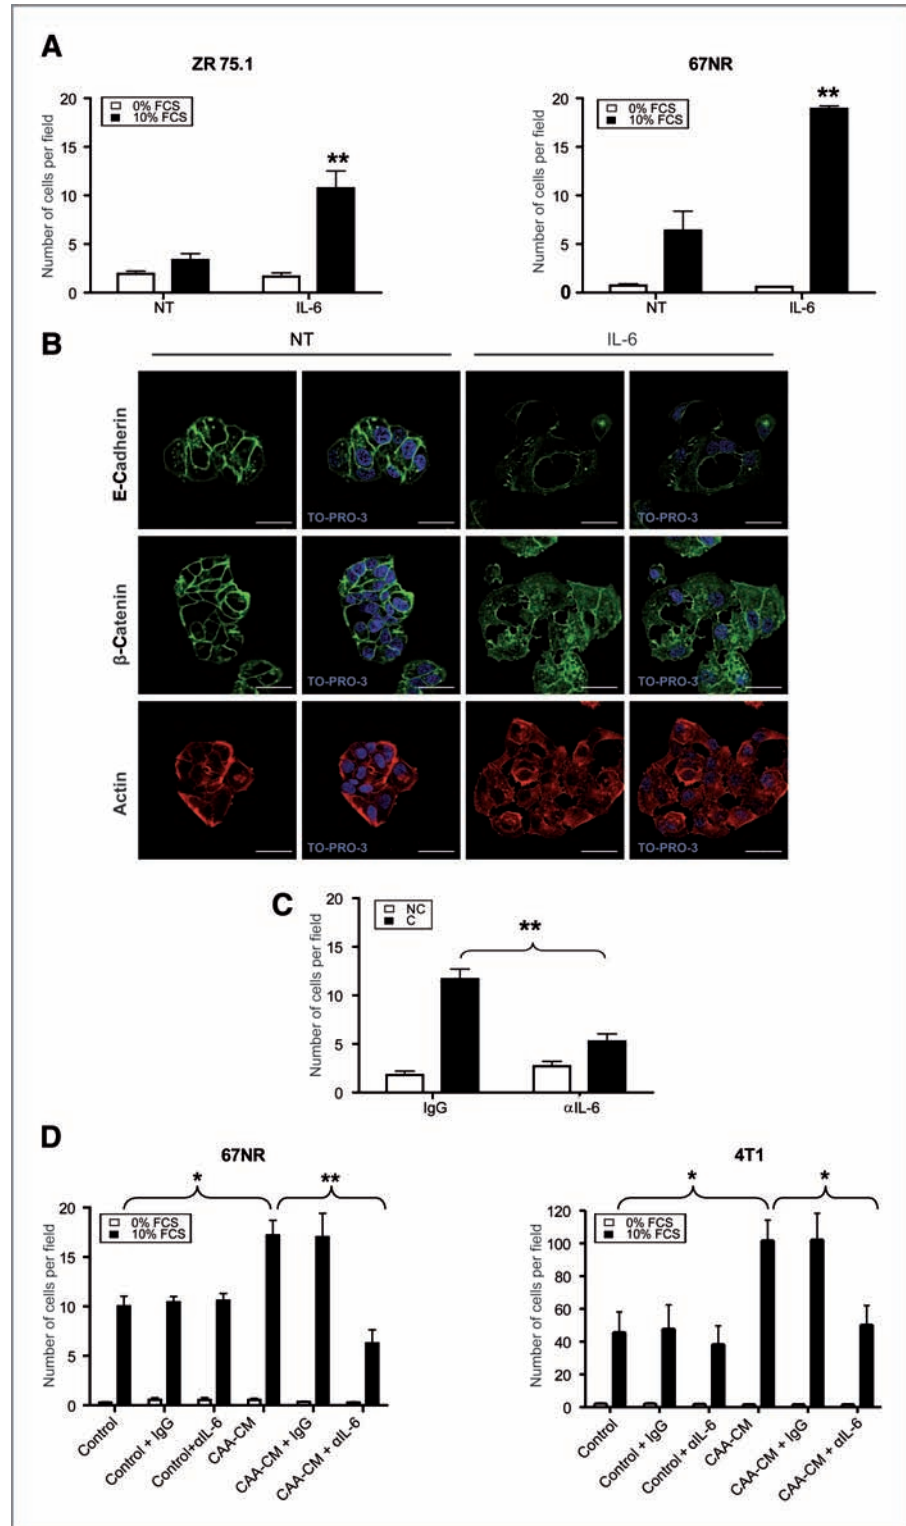 A
ZR 75.1
67NR
Number of cells per field
20
15
10
5
0
0% FCS
10% FCS
**
NT
IL-6
Number of cells per field
20
15
10
5
0
0% FCS
10% FCS
**
NT
IL-6
B
NT
IL-6
E-Cadherin
TO-PRO-3
TO-PRO-3
β-Catenin
TO-PRO-3
TO-PRO-3
Actin
TO-PRO-3
TO-PRO-3
C
Number of cells per field
20
15
10
5
0
NC
C
**
IgG
αIL-6
D
67NR
4T1
Number of cells per field
20
15
10
5
0
0% FCS
10% FCS
*
**
Control
Control + IgG
Control+αIL-6
CAA-CM
CAA-CM + IgG
CAA-CM + αIL-6
Number of cells per field
120
100
80
60
40
20
0
0% FCS
10% FCS
*
*
Control
Control + IgG
Control + αIL-6
CAA-CM
CAA-CM + IgG
CAA-CM + αIL-6